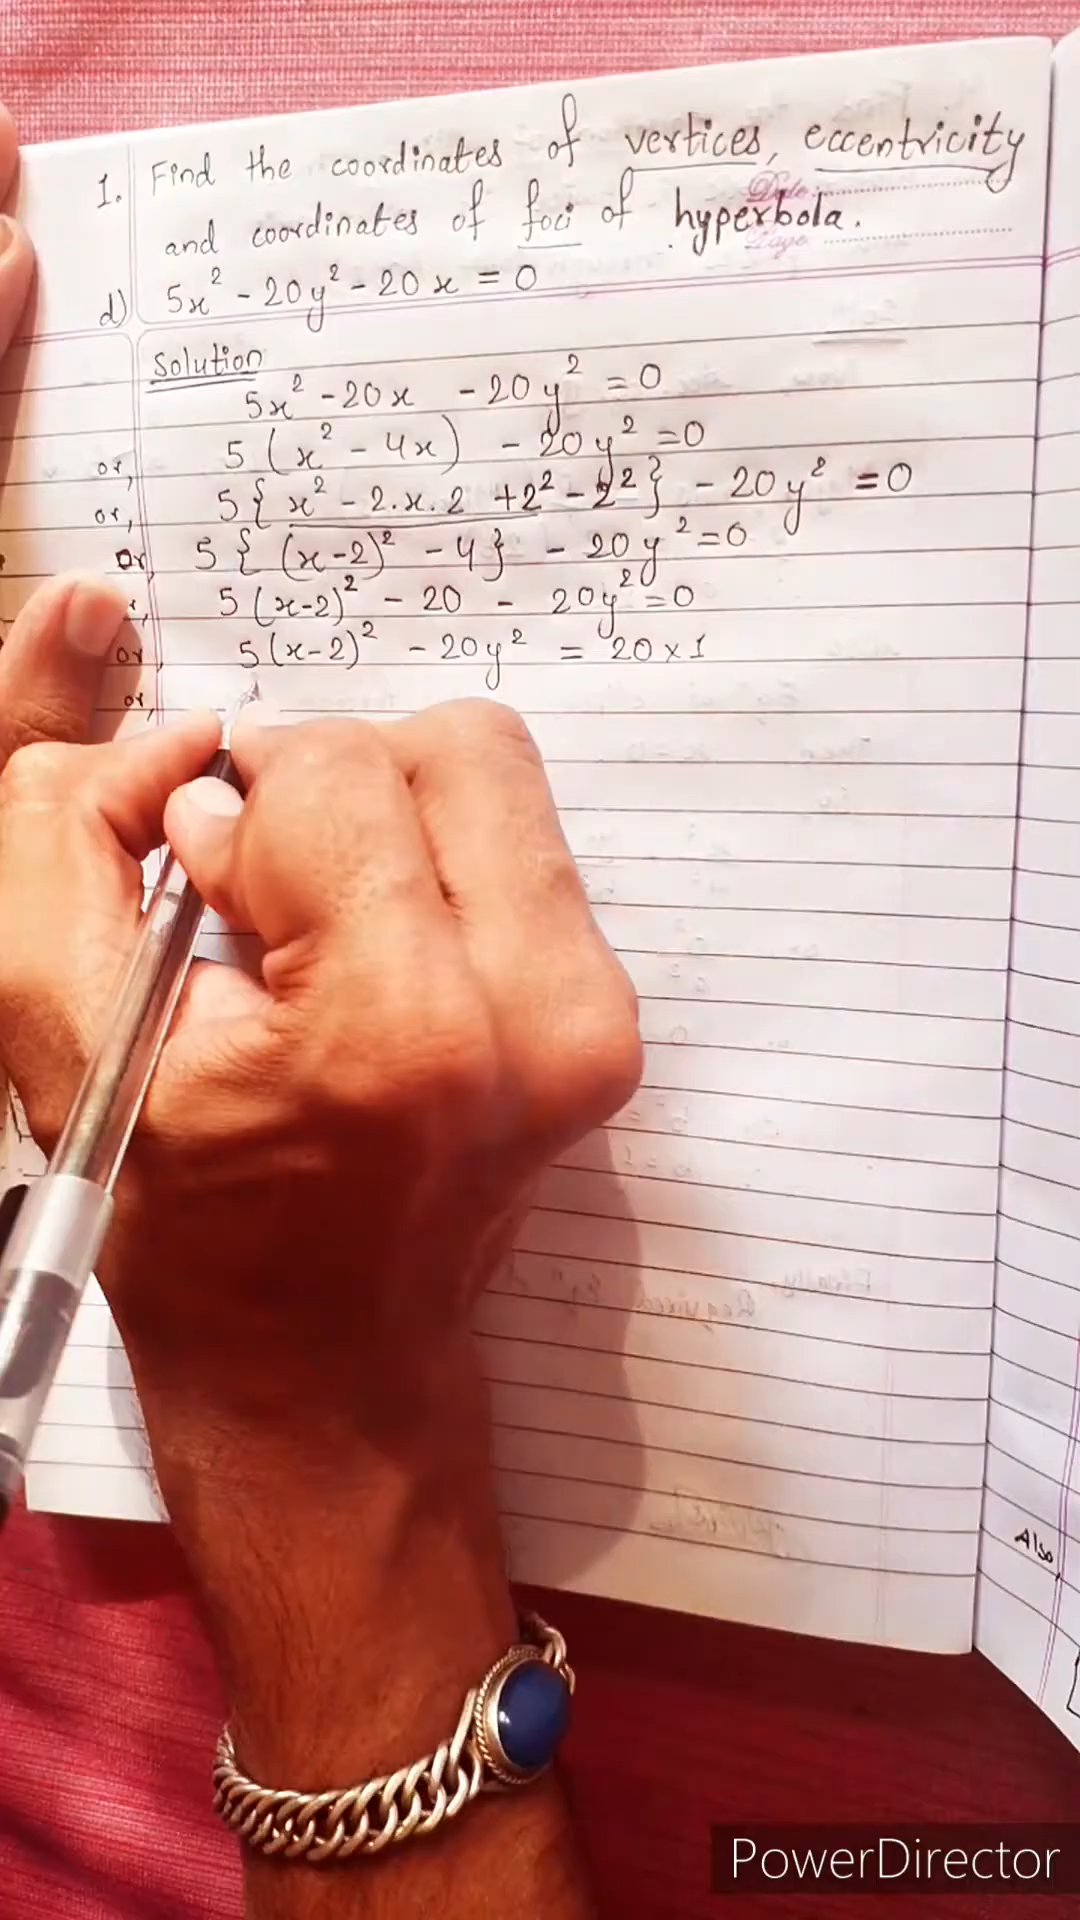 1. Find the coordinates of vertices, eccentricity
Date
and coordinates of foci of hyperbola.
Page
d) 5x² - 20y² - 20x = 0
Solution
5x² - 20x - 20y² = 0
or, 5(x² - 4x) - 20y² = 0
or, 5{x² - 2.x.2 + 2² - 2²} - 20y² = 0
or, 5{(x-2)² - 4} - 20y² = 0
5(x-2)² - 20 - 20y² = 0
or, 5(x-2)² - 20y² = 20 × 1
or,
Also,
PowerDirector